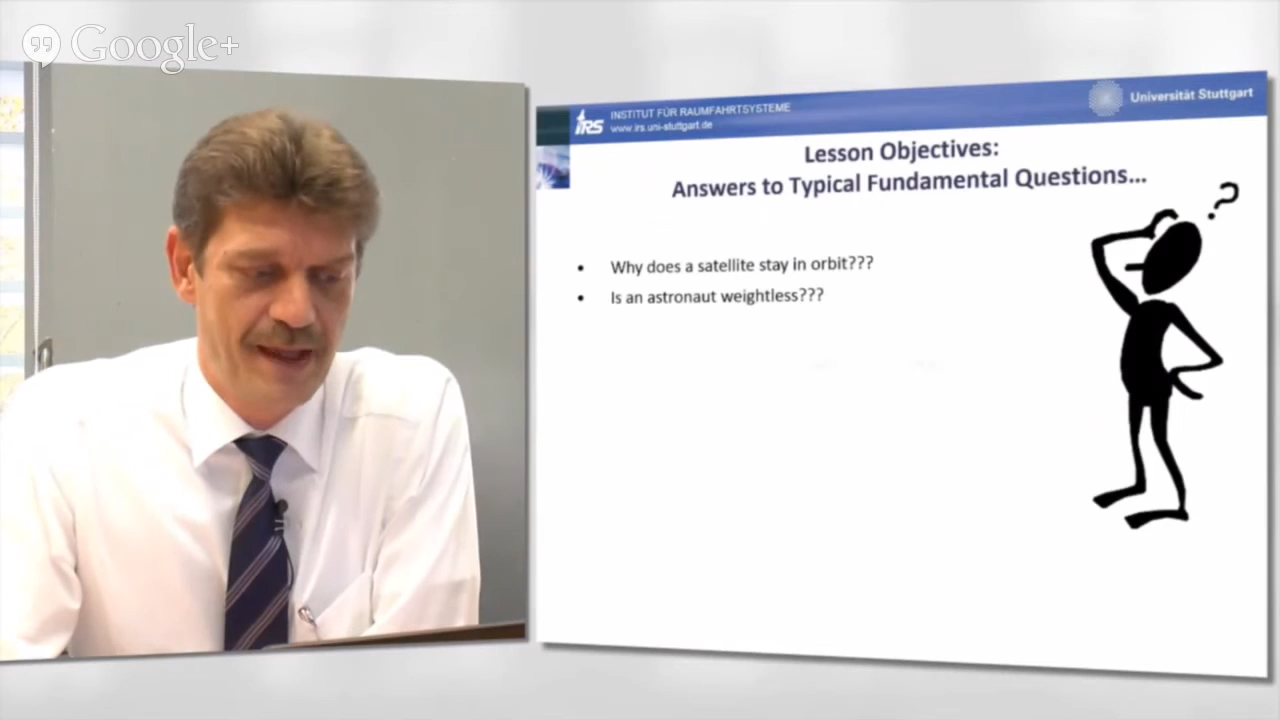 Google+
IRS
INSTITUT FÜR RAUMFAHRTSYSTEME
www.irs.uni-stuttgart.de
Universität Stuttgart
Lesson Objectives:
Answers to Typical Fundamental Questions...
• Why does a satellite stay in orbit???
• Is an astronaut weightless???
?